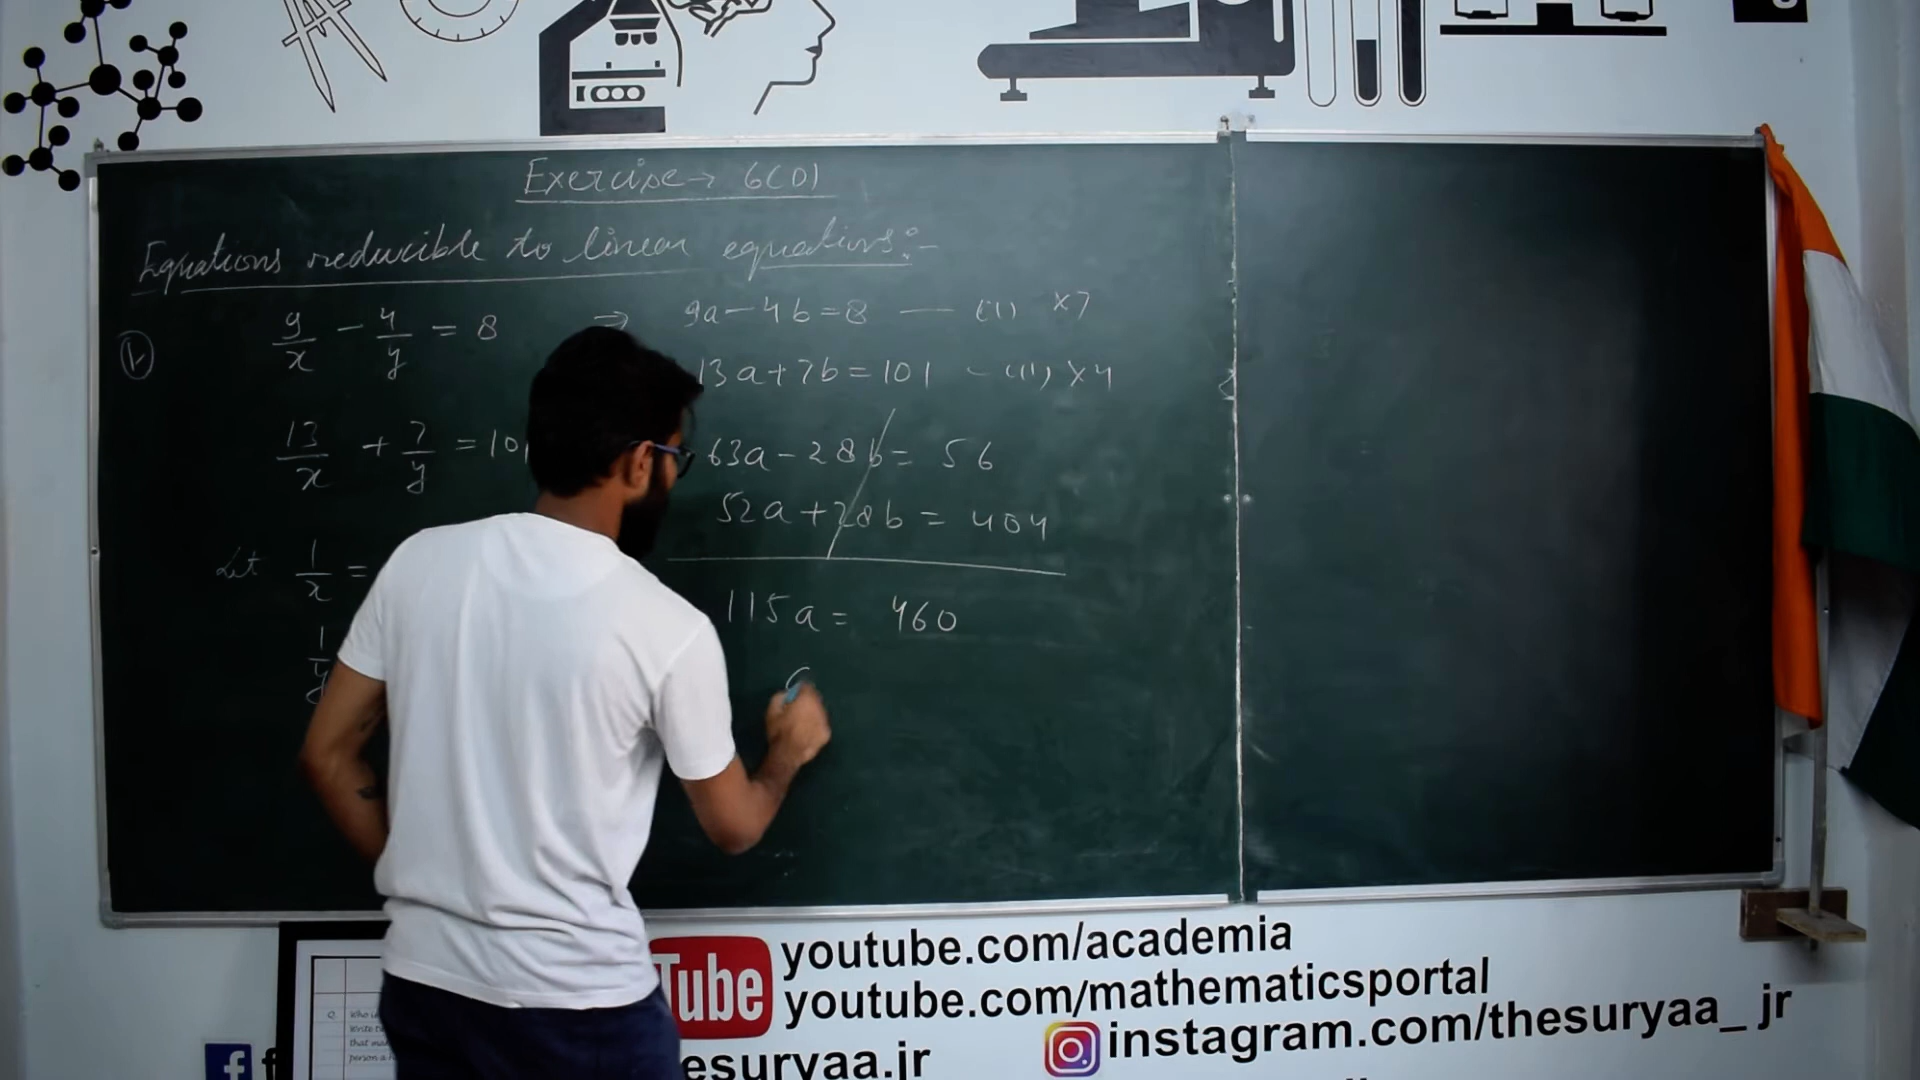 Exercise → 6(D)
Equations reducible to linear equations:-
9/x - 4/y = 8 ⇒ 9a - 4b = 8 — (i) ×7
13/x + 7/y = 101
13a + 7b = 101 - (ii) ×4
63a - 28b = 56
52a + 28b = 404
Let 1/x =
1/y
115a = 460
Tube
youtube.com/academia
youtube.com/mathematicsportal
instagram.com/thesuryaa_ jr
esuryaa.jr